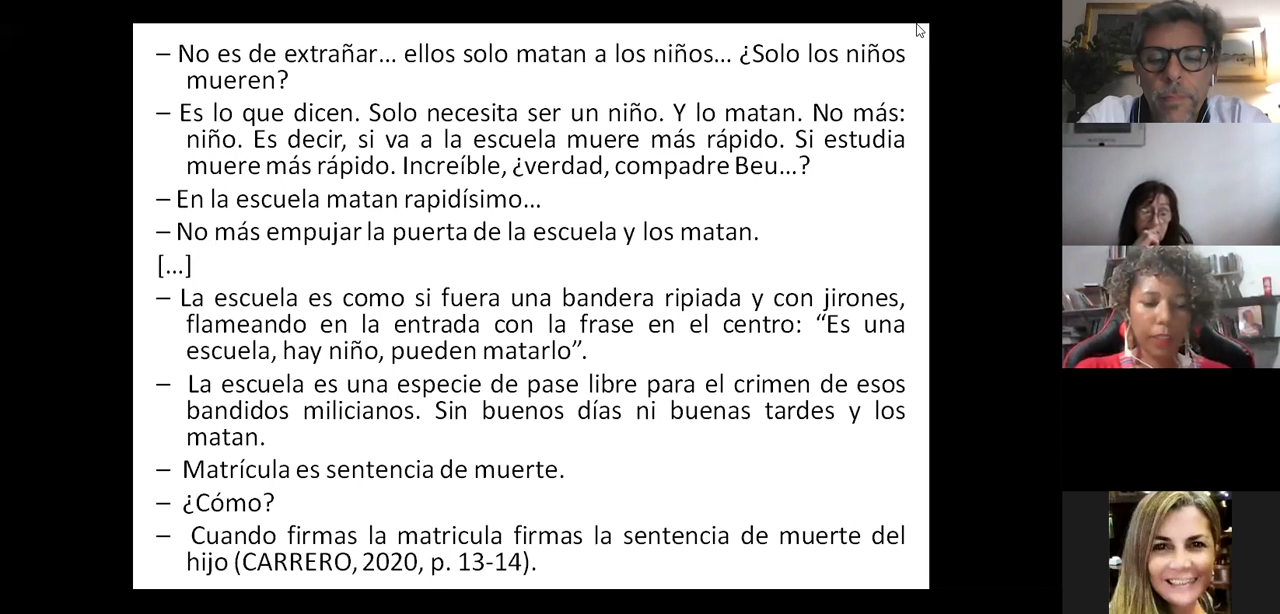 – No es de extrañar... ellos solo matan a los niños... ¿Solo los niños
mueren?
– Es lo que dicen. Solo necesita ser un niño. Y lo matan. No más:
niño. Es decir, si va a la escuela muere más rápido. Si estudia
muere más rápido. Increíble, ¿verdad, compadre Beu...?
– En la escuela matan rapidísimo...
– No más empujar la puerta de la escuela y los matan.
[...]
– La escuela es como si fuera una bandera ripiada y con jirones,
flameando en la entrada con la frase en el centro: “Es una
escuela, hay niño, pueden matarlo”.
– La escuela es una especie de pase libre para el crimen de esos
bandidos milicianos. Sin buenos días ni buenas tardes y los
matan.
– Matrícula es sentencia de muerte.
– ¿Cómo?
– Cuando firmas la matricula firmas la sentencia de muerte del
hijo (CARRERO, 2020, p. 13-14).